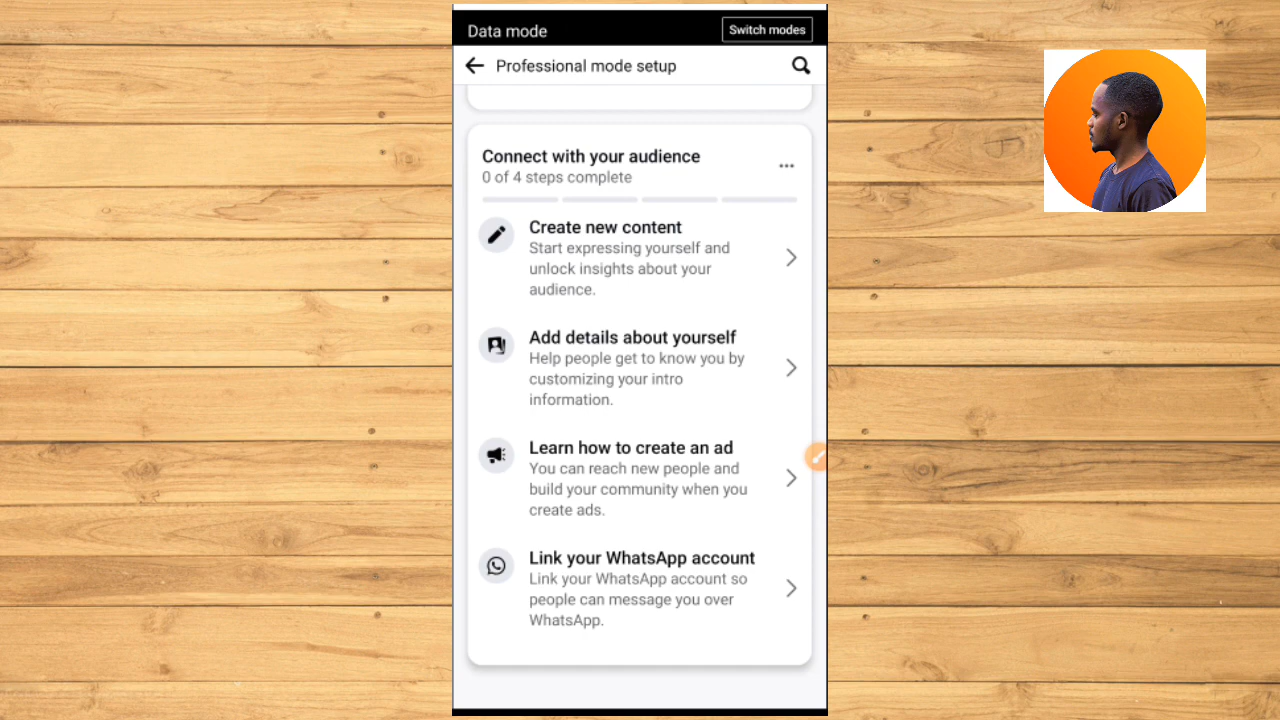 Data mode
Switch modes
Professional mode setup
Connect with your audience
0 of 4 steps complete
Create new content
Start expressing yourself and
unlock insights about your
audience.
Add details about yourself
Help people get to know you by
customizing your intro
information.
Learn how to create an ad
You can reach new people and
build your community when you
create ads.
Link your WhatsApp account
Link your WhatsApp account so
people can message you over
WhatsApp.